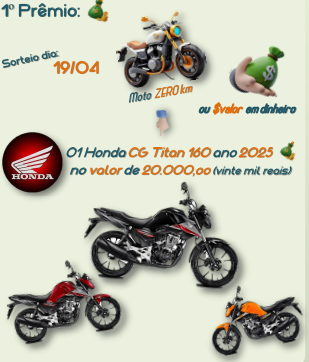 1º Prêmio:
Sorteio dia:
19/04
Moto ZERO km
ou $valor em dinheiro
HONDA
01 Honda CG Titan 160 ano 2025
no valor de 20.000,00 (vinte mil reais)